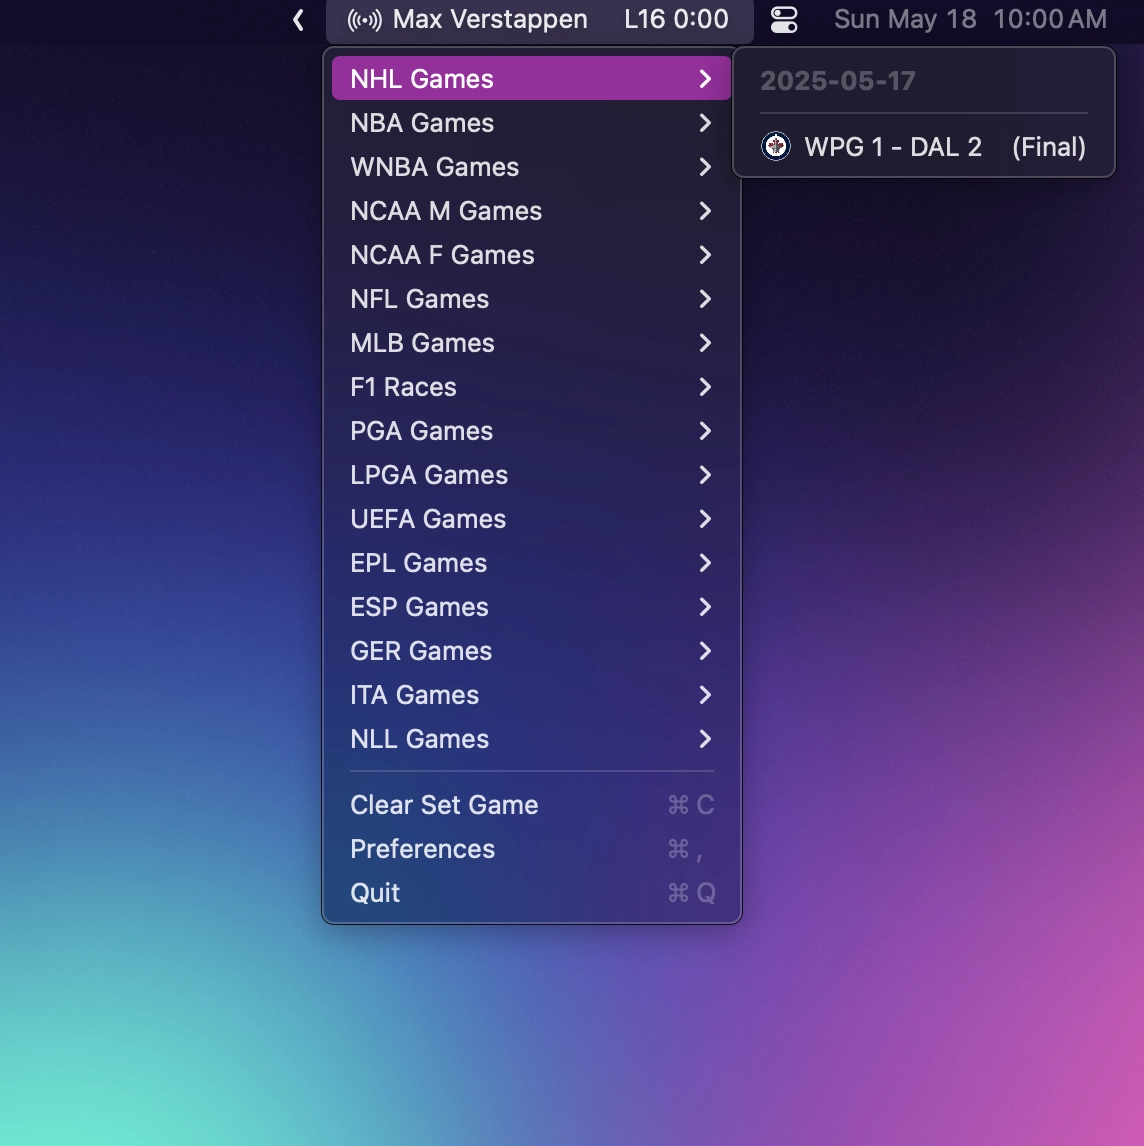 Max Verstappen L16 0:00 Sun May 18 10:00 AM
NHL Games
NBA Games
WNBA Games
NCAA M Games
NCAA F Games
NFL Games
MLB Games
F1 Races
PGA Games
LPGA Games
UEFA Games
EPL Games
ESP Games
GER Games
ITA Games
NLL Games
Clear Set Game ⌘ C
Preferences ⌘ ,
Quit ⌘ Q
2025-05-17
WPG 1 - DAL 2 (Final)